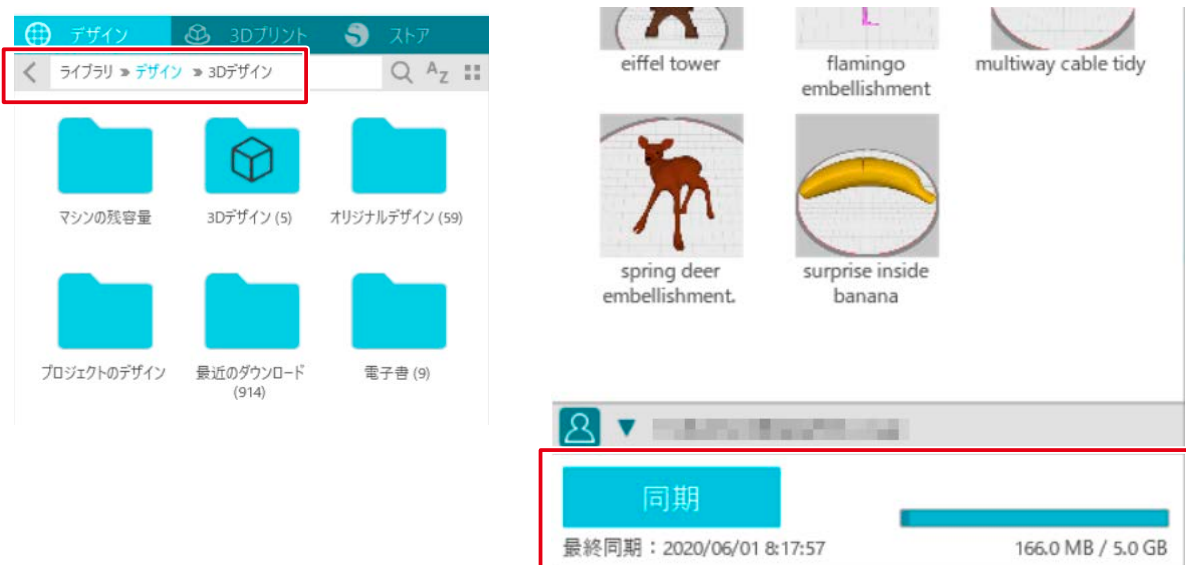 デザイン
3Dプリント
ストア
ライブラリ » デザイン » 3Dデザイン
AZ
マシンの残容量
3Dデザイン (5)
オリジナルデザイン (59)
プロジェクトのデザイン
最近のダウンロード
(914)
電子書 (9)
eiffel tower
flamingo
embellishment
multiway cable tidy
spring deer
embellishment.
surprise inside
banana
同期
最終同期：2020/06/01 8:17:57
166.0 MB / 5.0 GB